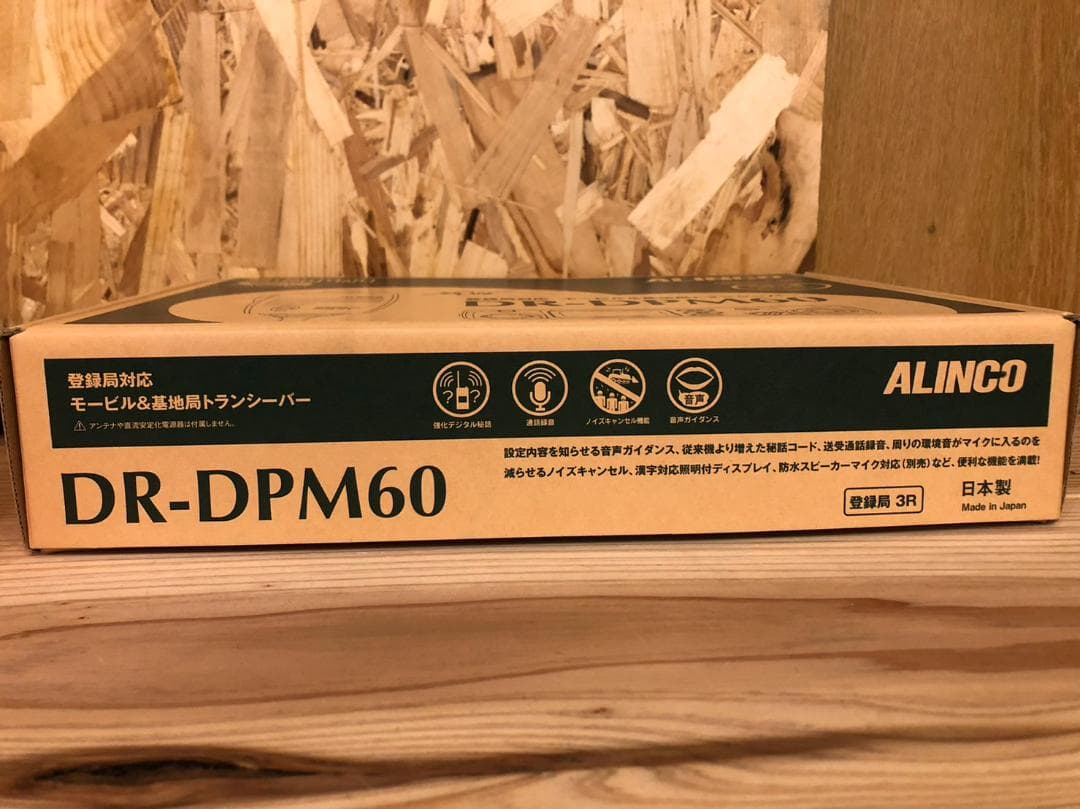 DR-DPM60
登録局対応
モービル&基地局トランシーバー
⚠ アンテナや直流安定化電源器は付属しません。
強化デジタル秘話
通話録音
ノイズキャンセル機能
音声
音声ガイダンス
ALINCO
設定内容を知らせる音声ガイダンス、従来機より増えた秘話コード、送受通話録音、周りの環境音がマイクに入るのを
減らせるノイズキャンセル、漢字対応照明付ディスプレイ、防水スピーカーマイク対応(別売)など、便利な機能を満載!
DR-DPM60
登録局 3R
日本製
Made in Japan